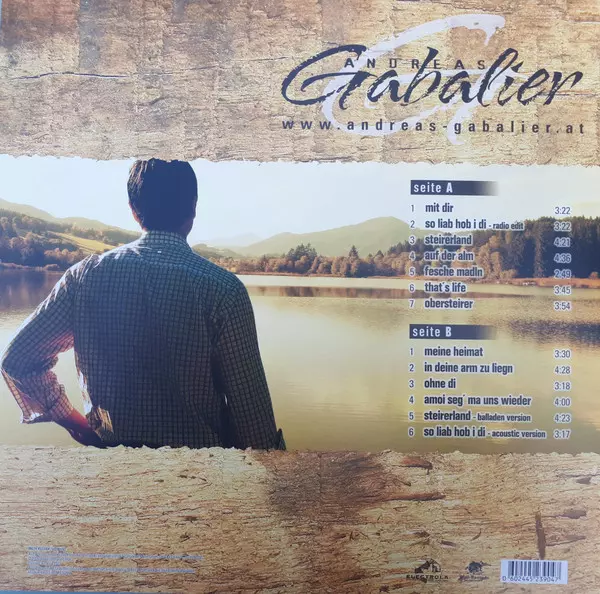 ANDREAS
Gabalier
www.andreas-gabalier.at
seite A
1 mit dir 3:22
2 so liab hob i di - radio edit 3:22
3 steirerland 4:21
4 auf der alm 4:36
5 fesche madln 2:49
6 that's life 3:45
7 obersteirer 3:54
seite B
1 meine heimat 3:30
2 in deine arm zu liegn 4:28
3 ohne di 3:18
4 amoi seg' ma uns wieder 4:00
5 steirerland - balladen version 4:23
6 so liab hob i di - acoustic version 3:17
ELECTROLA
0 602445 239047